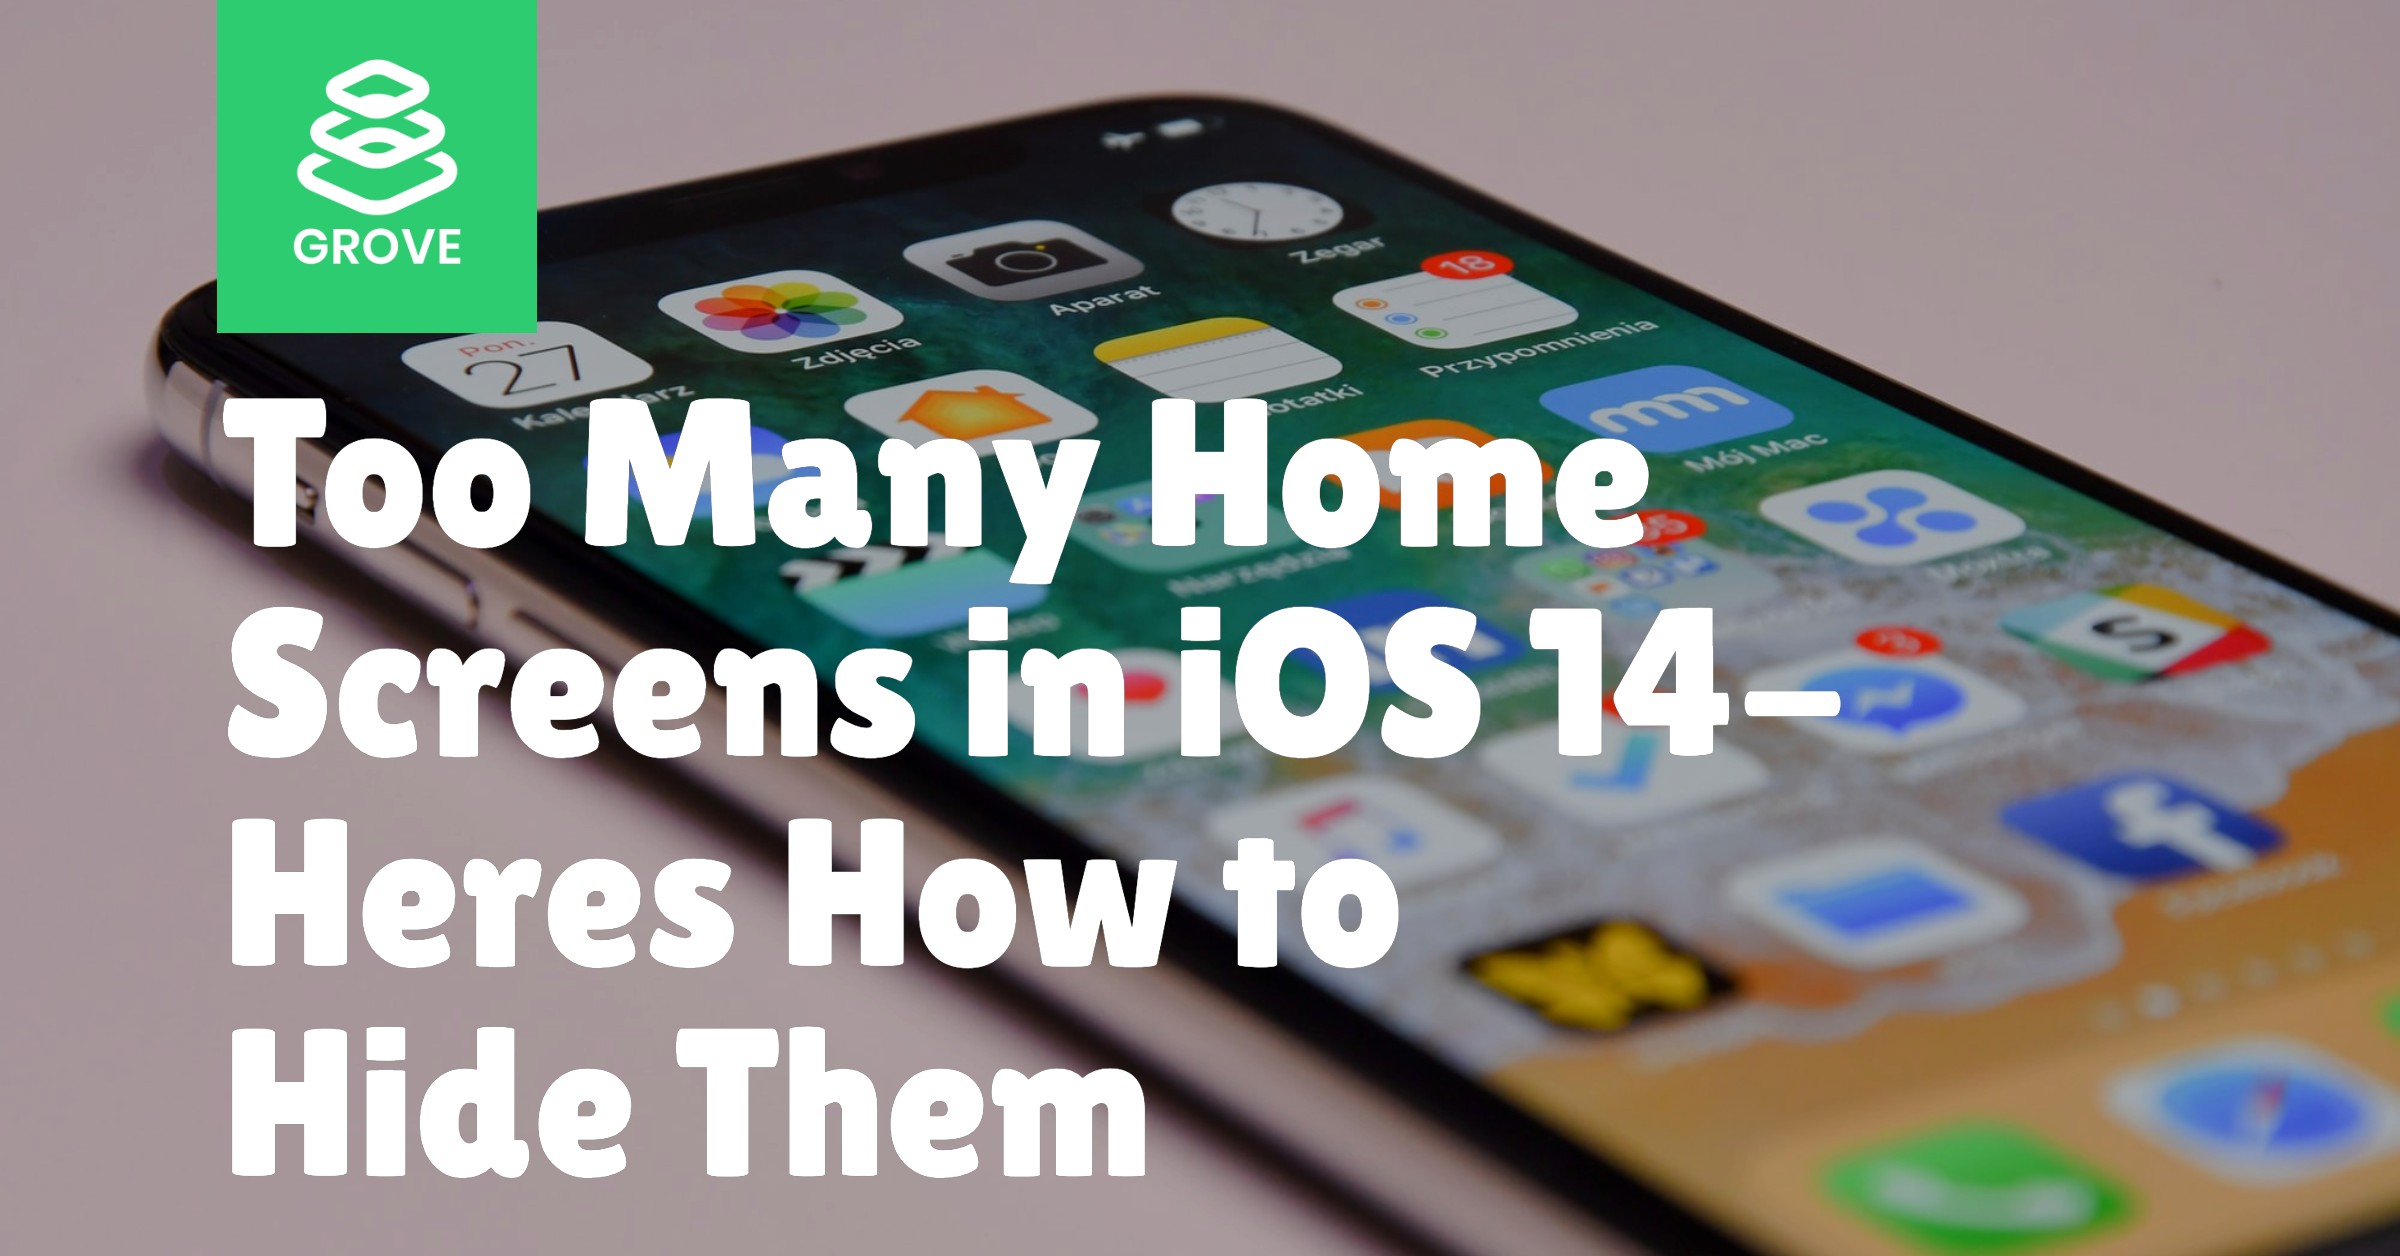 GROVE
18
Zegar
Aparat
Zdjęcia
Przypomnienia
Pon.
27
Mój Mac
Too Many Home
Screens in iOS 14–
Heres How to
Hide Them
S
3
f